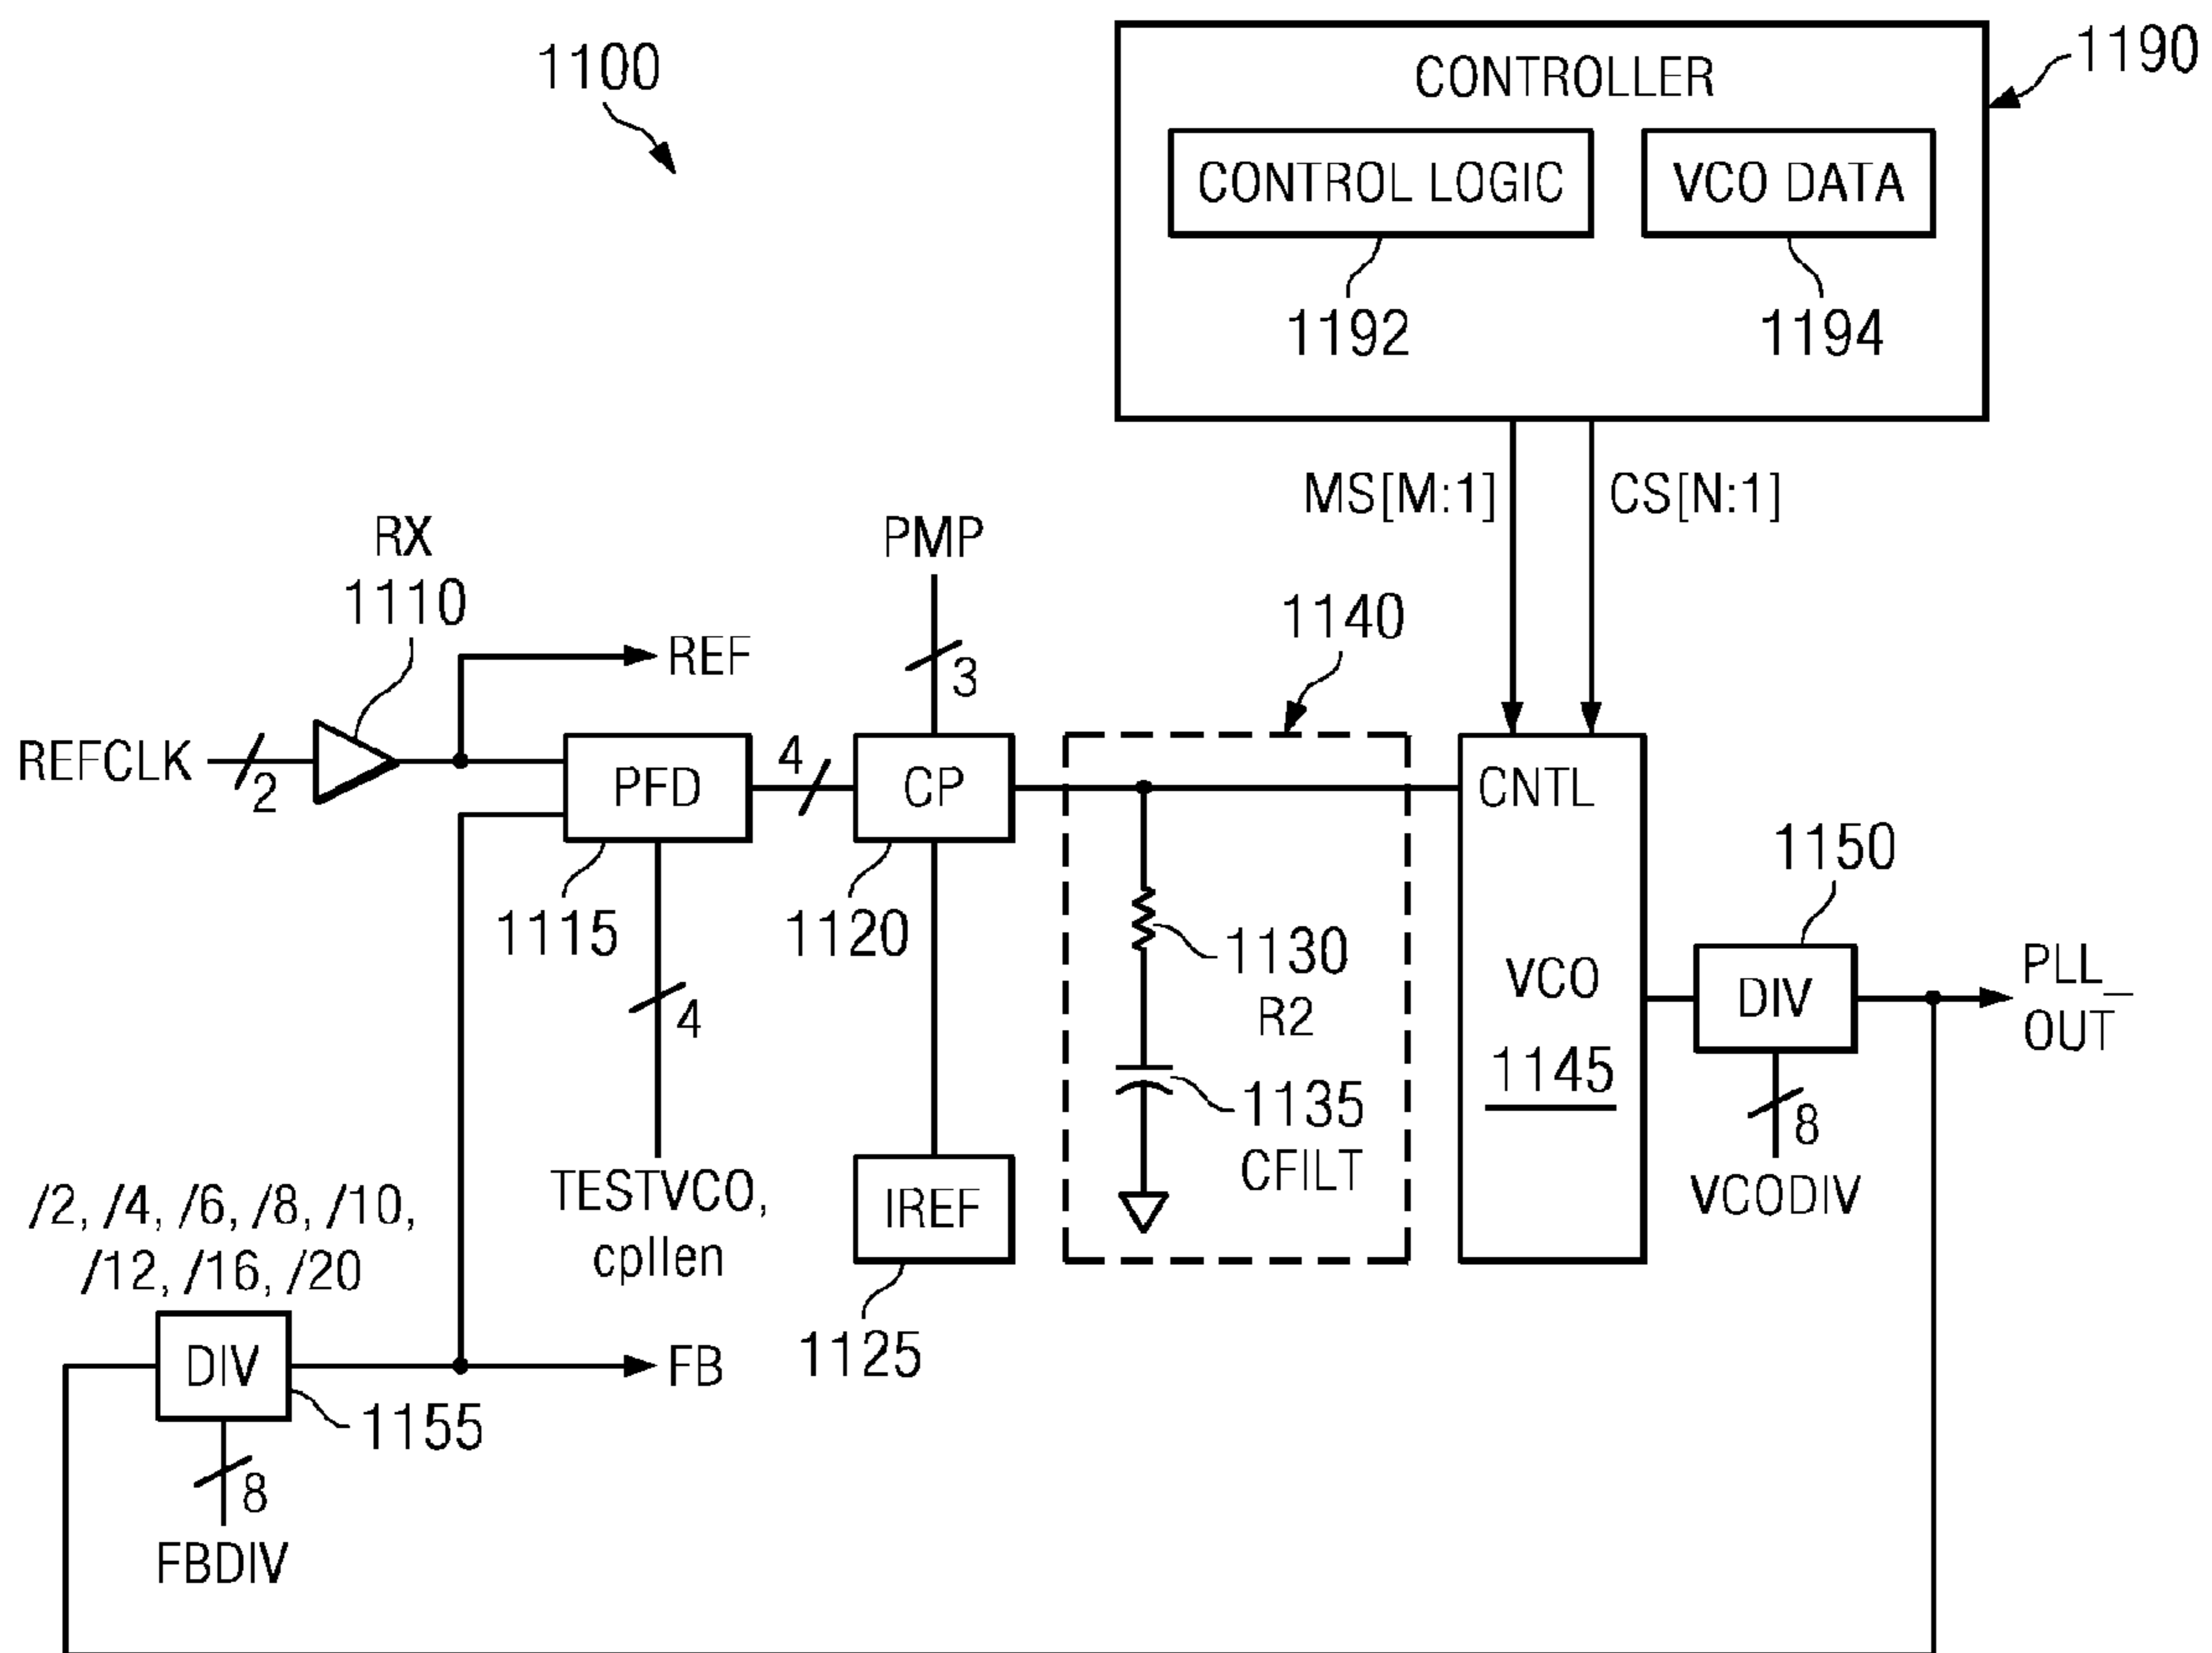 1100
1190
CONTROLLER
CONTROL LOGIC
VCO DATA
1192
1194
MS[M:1]
CS[N:1]
RX
1110
PMP
3
1140
REF
REFCLK
2
PFD
4
CP
CNTL
1115
1120
1130
R2
VCO
1145
1150
DIV
PLL_
OUT
4
1135
CFILT
8
VCODIV
TESTVCO,
cpllen
IREF
1125
/2, /4, /6, /8, /10,
/12, /16, /20
DIV
1155
FB
8
FBDIV